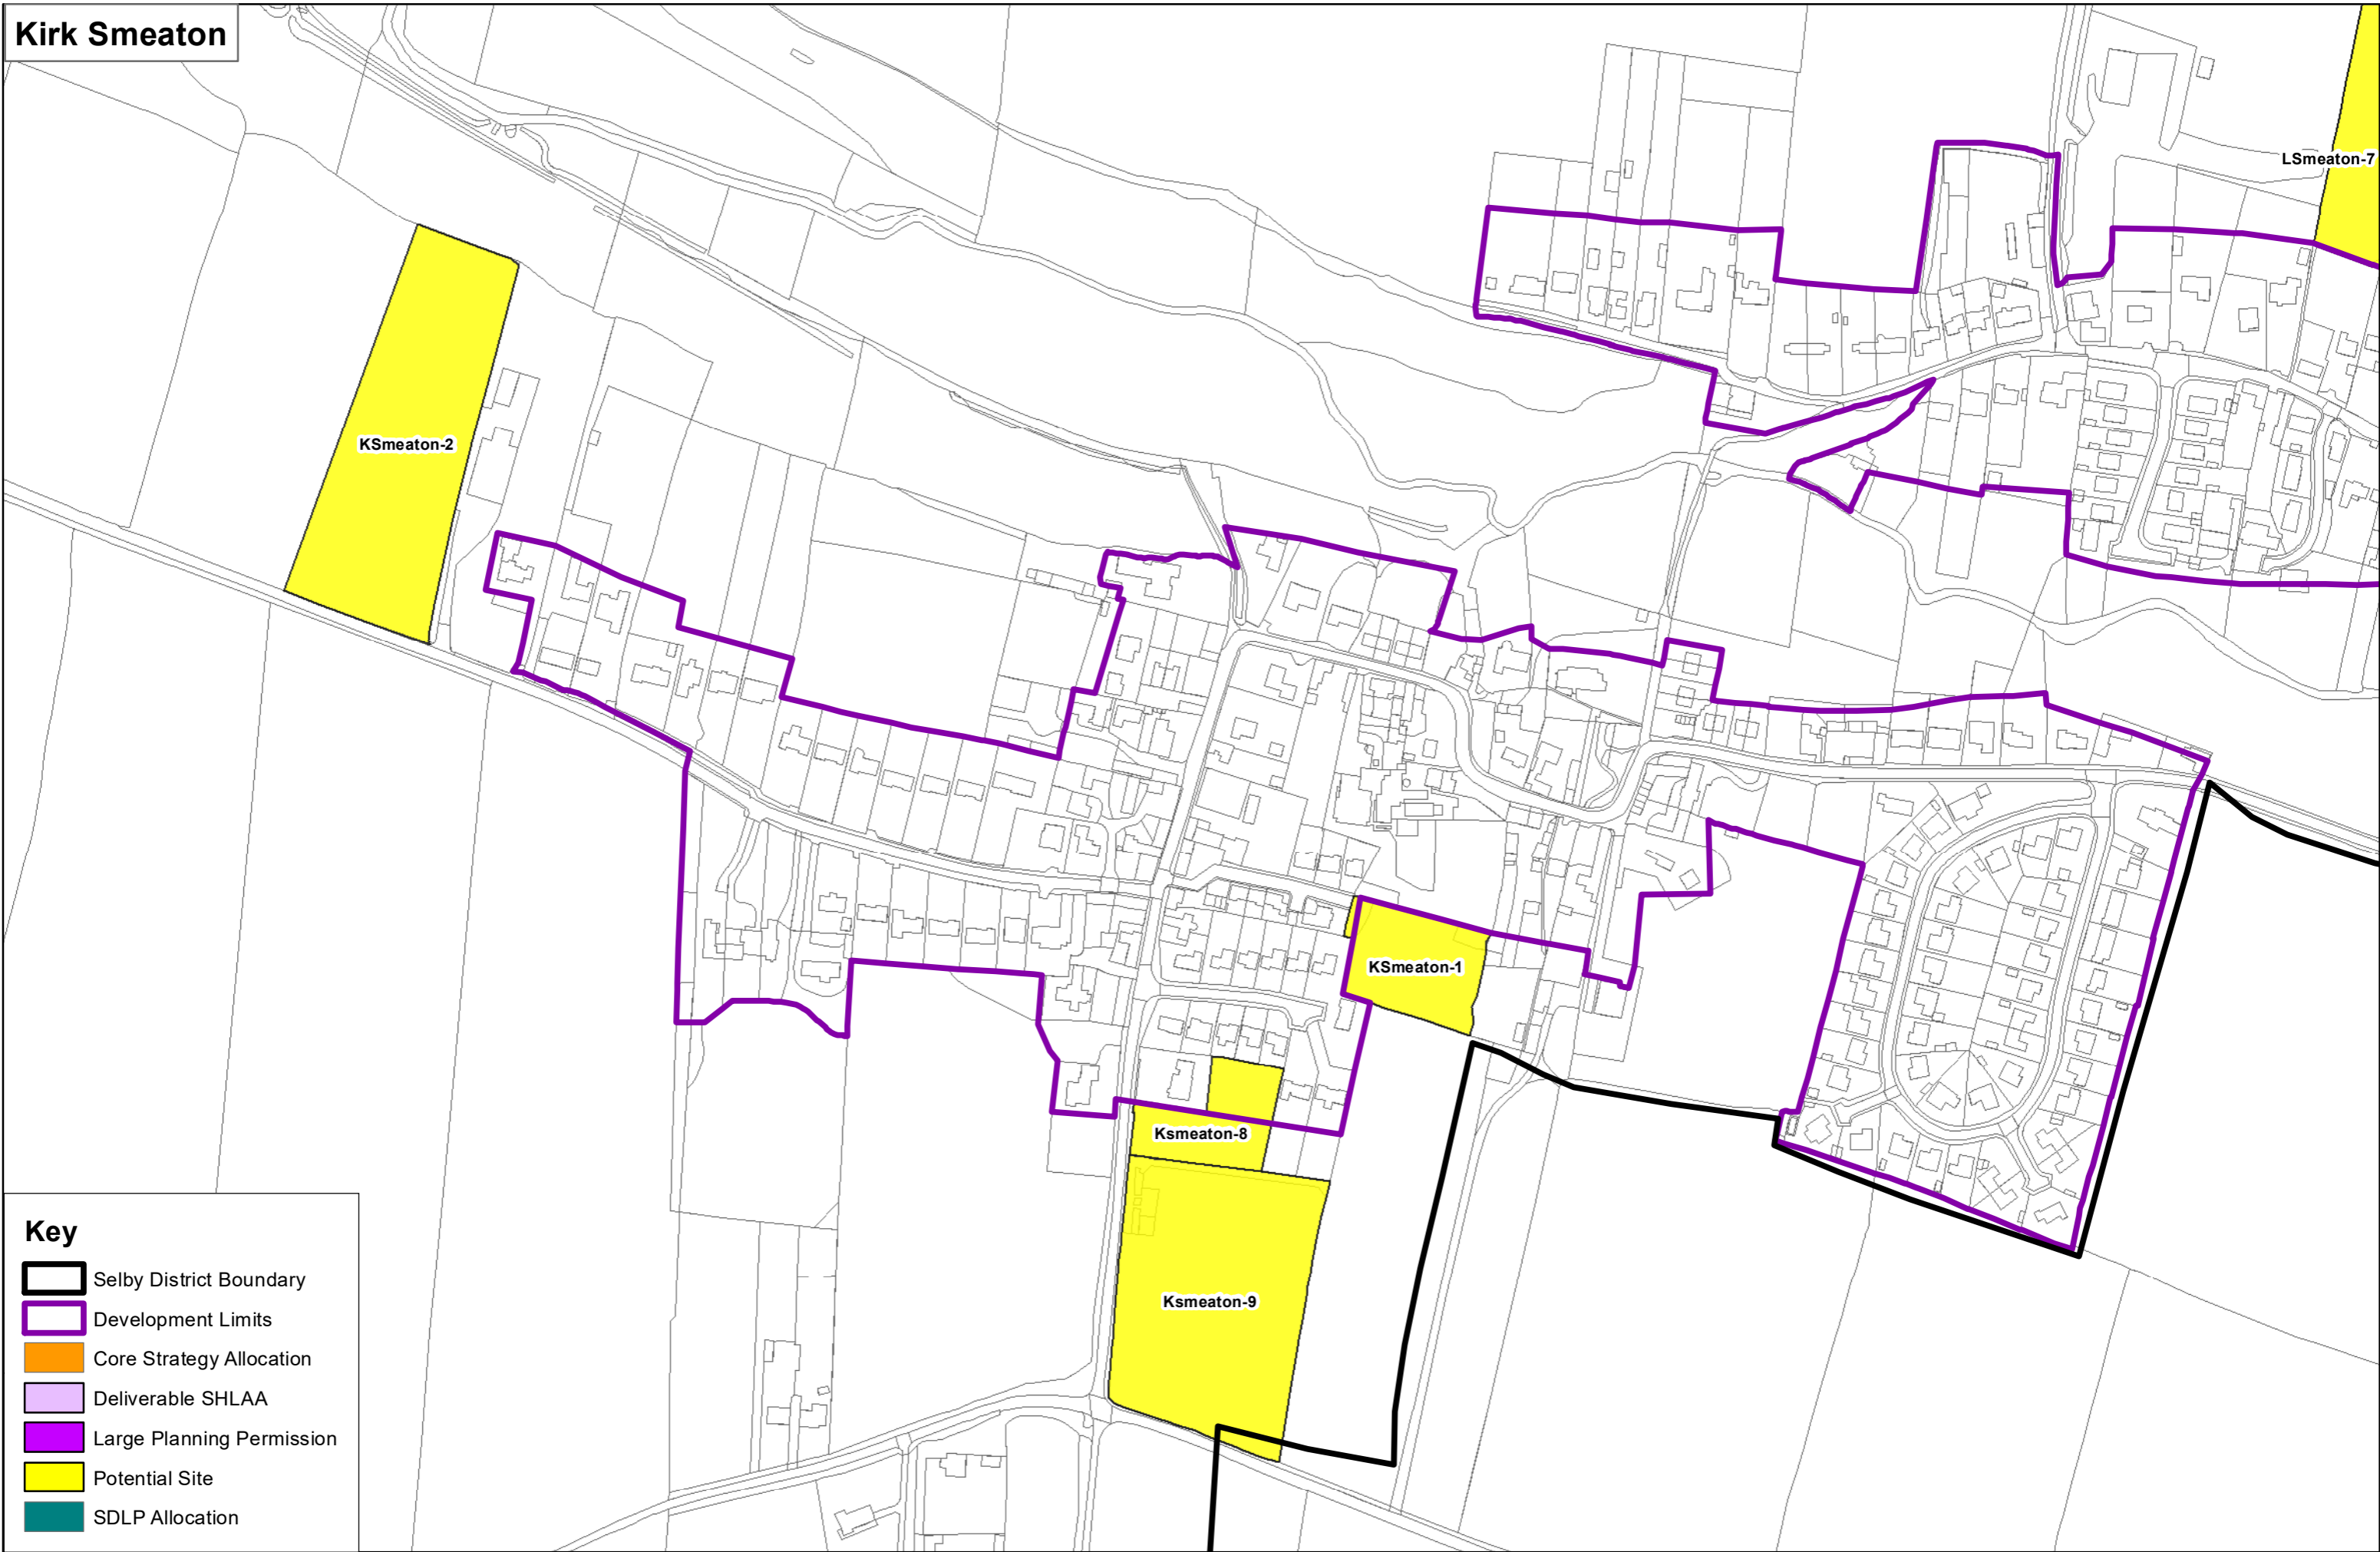 Kirk Smeaton
LSmeaton-7
KSmeaton-2
KSmeaton-1
Ksmeaton-8
Ksmeaton-9
Key
Selby District Boundary
Development Limits
Core Strategy Allocation
Deliverable SHLAA
Large Planning Permission
Potential Site
SDLP Allocation